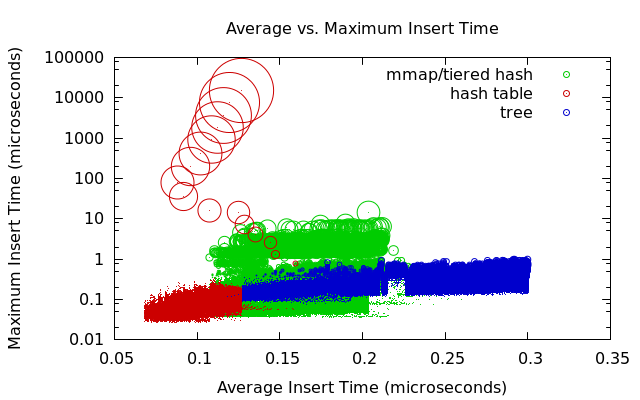 Average vs. Maximum Insert Time
Maximum Insert Time (microseconds)
100000
10000
1000
100
10
1
0.1
0.01
mmap/tiered hash
hash table
tree
0.05 0.1 0.15 0.2 0.25 0.3 0.35
Average Insert Time (microseconds)